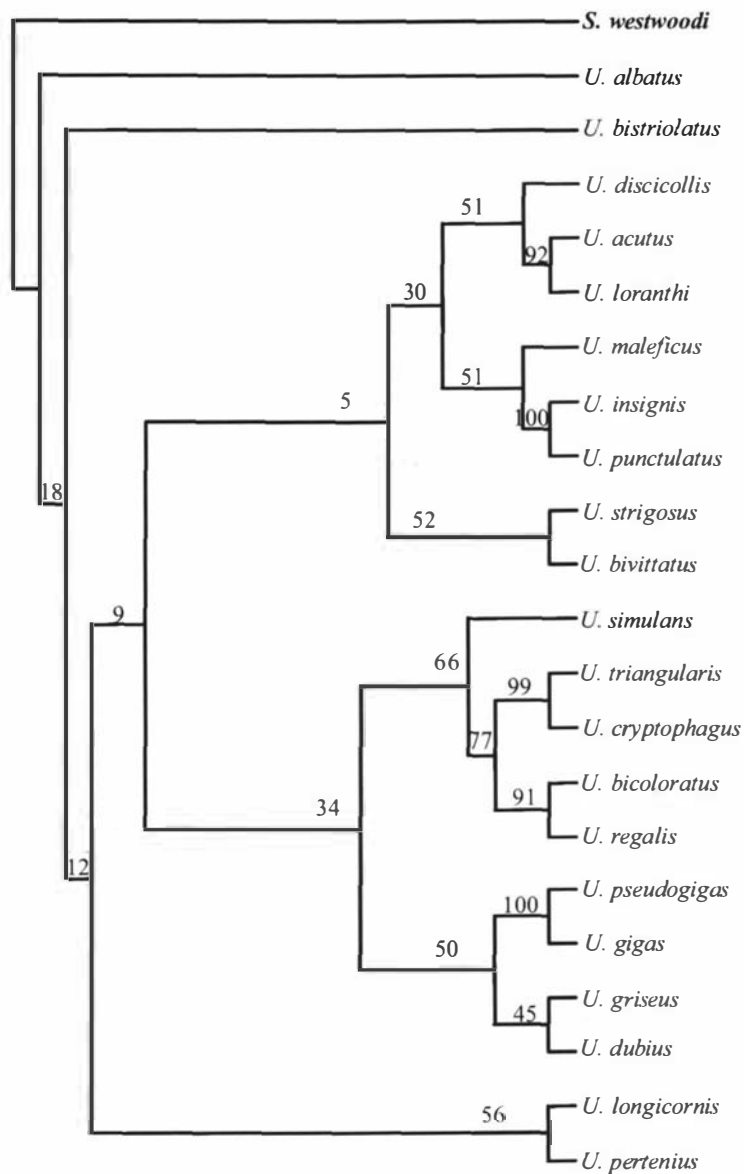 S. westwoodi
U. albatus
U. bistriolatus
U. discicollis
51
U. acutus
92
U. loranthi
30
U. maleficus
51
U. insignis
100
U. punctulatus
5
U. strigosus
52
U. bivittatus
18
U. simulans
9
66
U. triangularis
99
U. cryptophagus
77
U. bicoloratus
91
34
U. regalis
12
U. pseudogigas
100
U. gigas
50
U. griseus
45
U. dubius
U. longicornis
56
U. pertenius